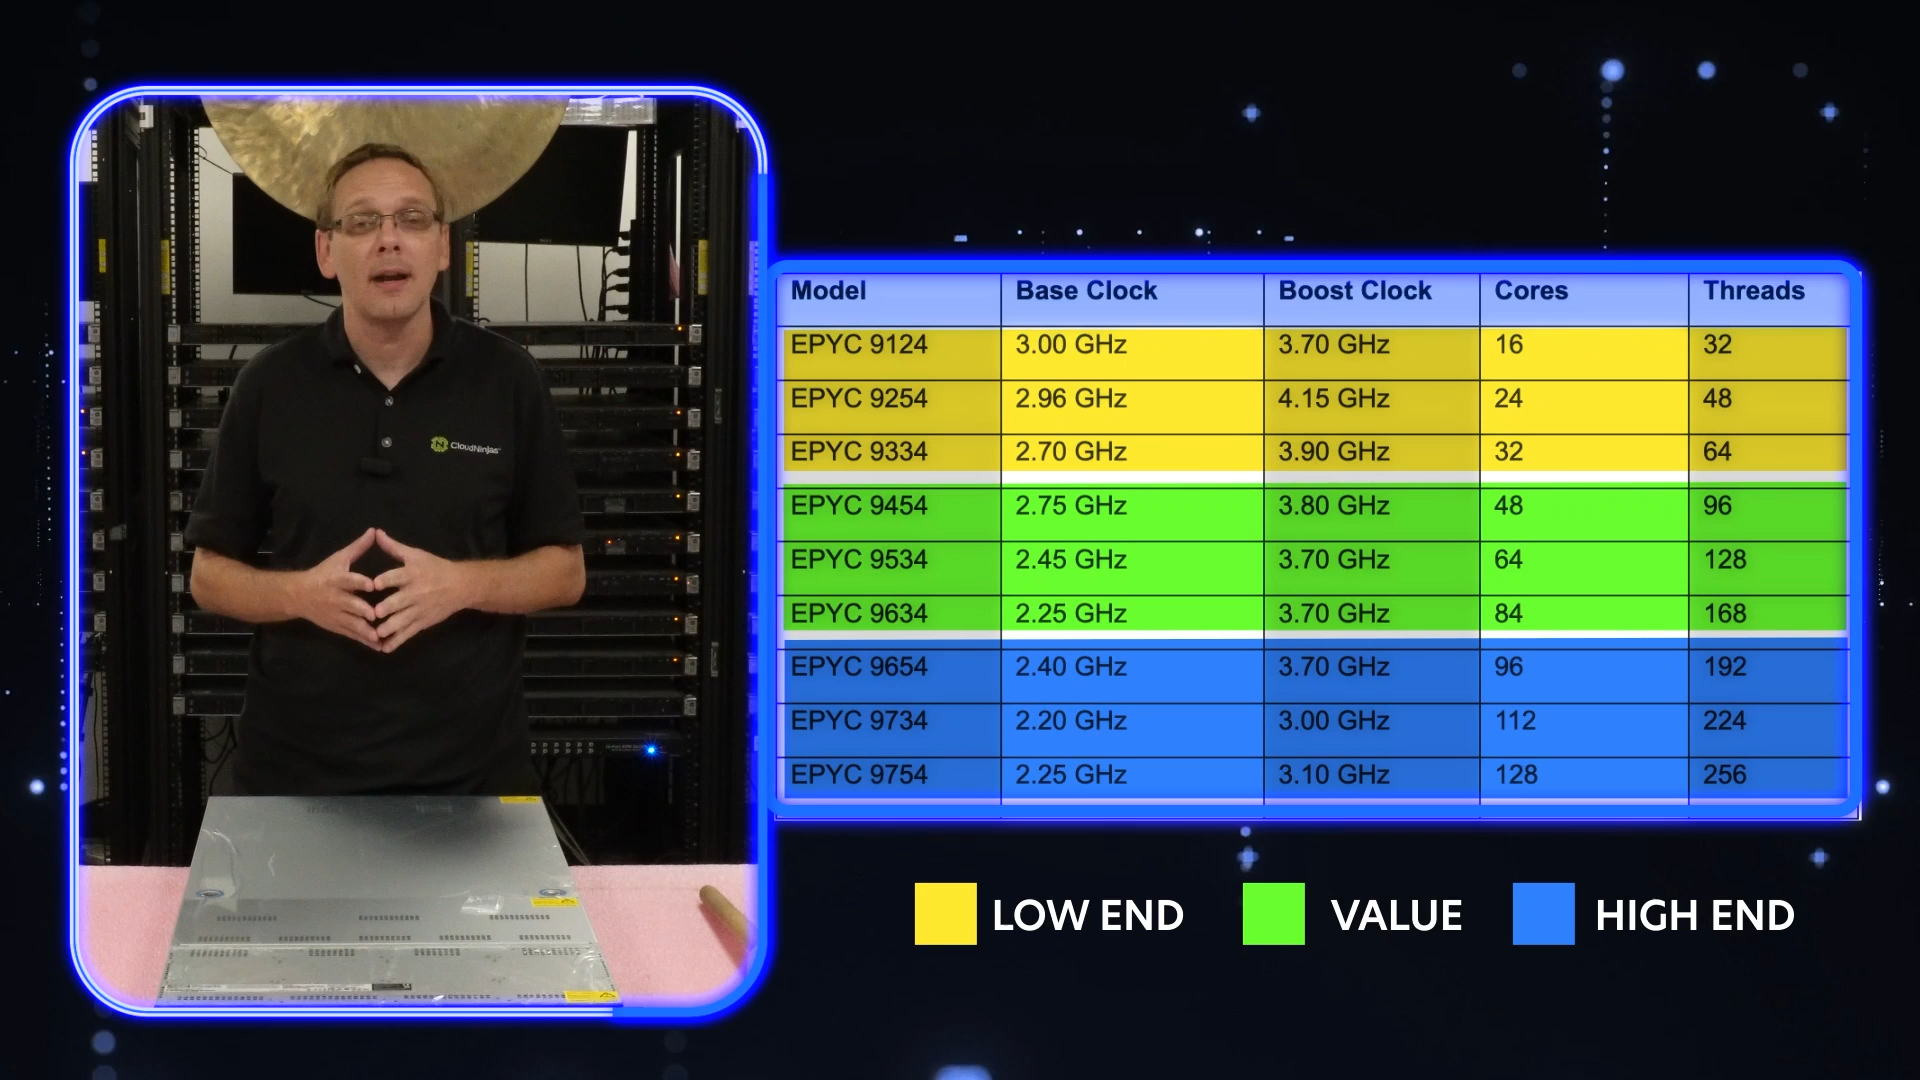 CloudNinjas
Model Base Clock Boost Clock Cores Threads
EPYC 9124 3.00 GHz 3.70 GHz 16 32
EPYC 9254 2.96 GHz 4.15 GHz 24 48
EPYC 9334 2.70 GHz 3.90 GHz 32 64
EPYC 9454 2.75 GHz 3.80 GHz 48 96
EPYC 9534 2.45 GHz 3.70 GHz 64 128
EPYC 9634 2.25 GHz 3.70 GHz 84 168
EPYC 9654 2.40 GHz 3.70 GHz 96 192
EPYC 9734 2.20 GHz 3.00 GHz 112 224
EPYC 9754 2.25 GHz 3.10 GHz 128 256
LOW END VALUE HIGH END